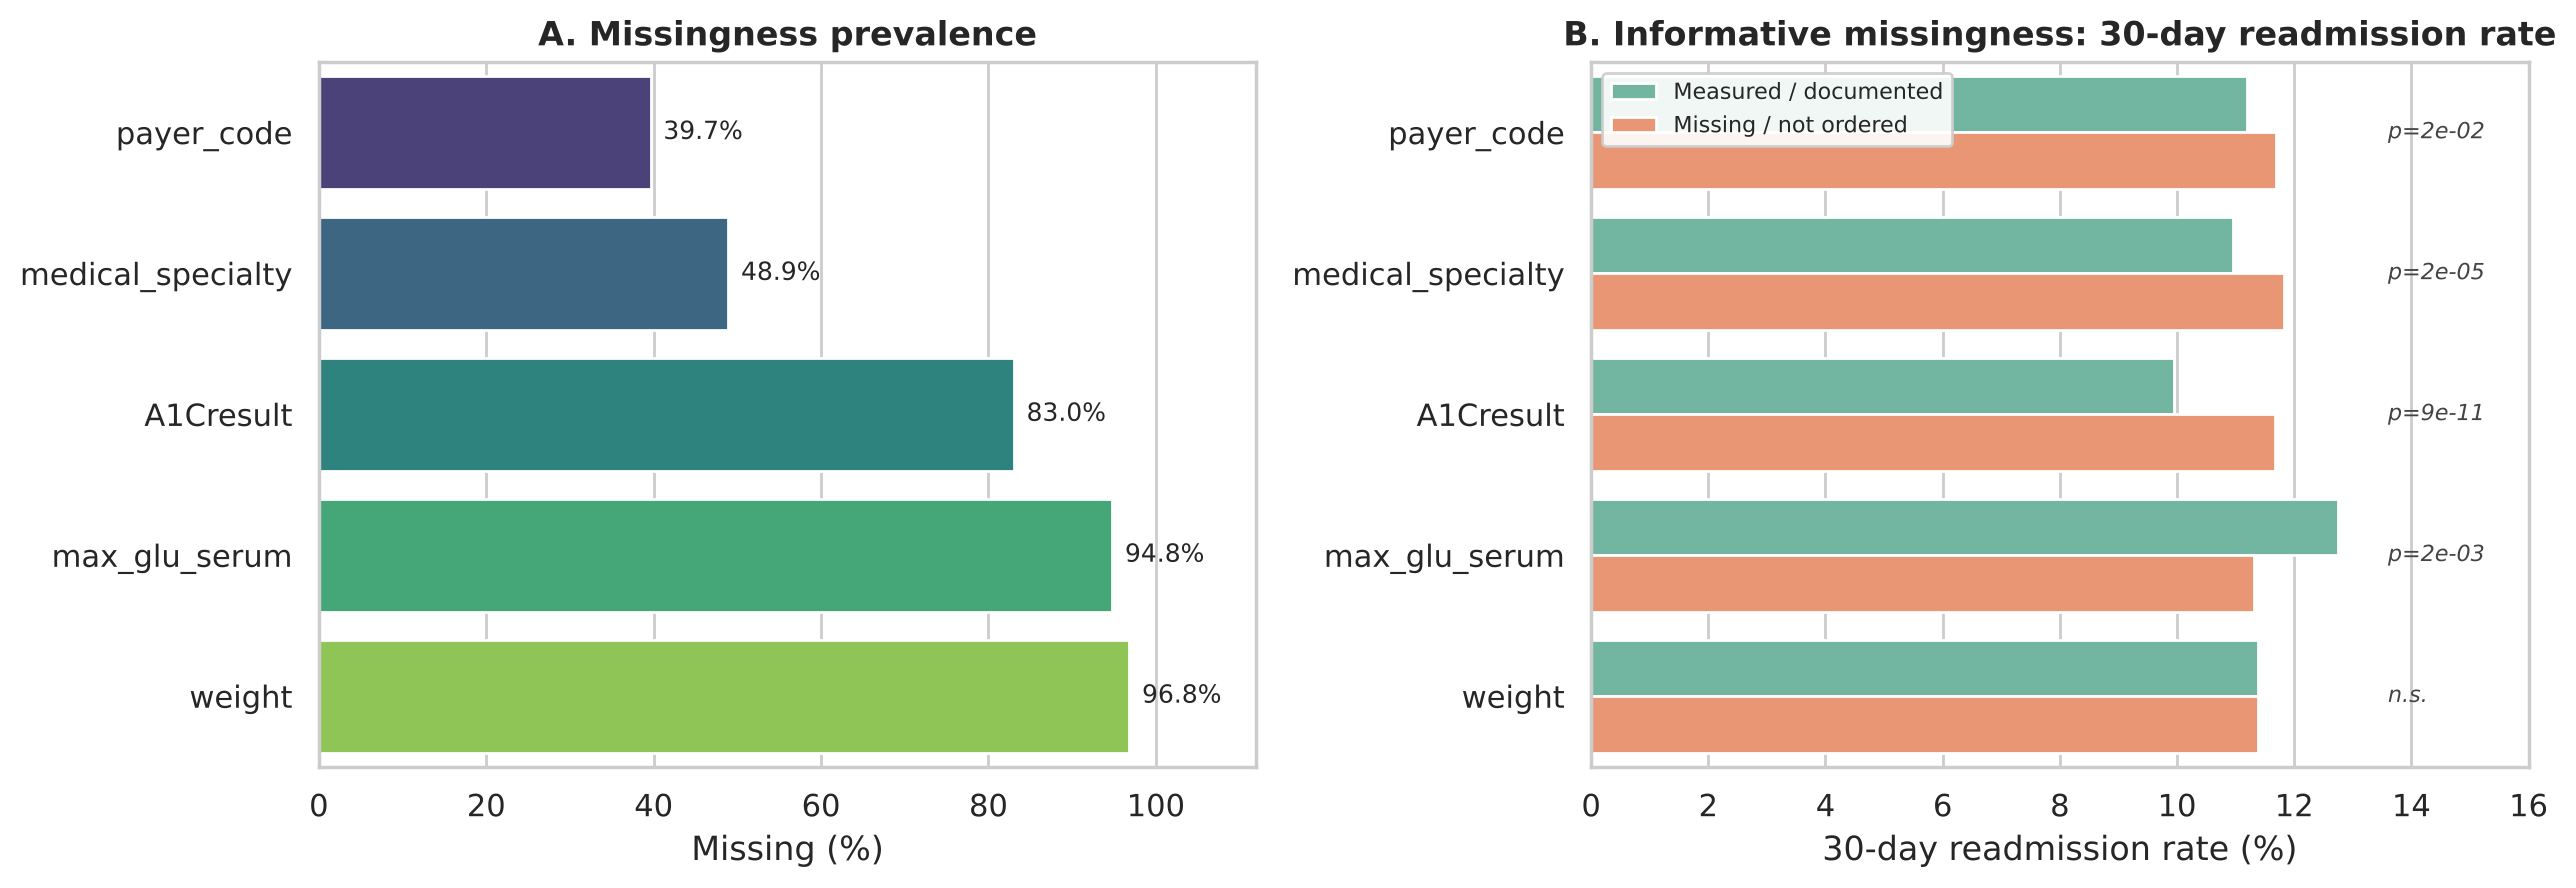 A. Missingness prevalence
payer_code
39.7%
medical_specialty
48.9%
A1Cresult
83.0%
max_glu_serum
94.8%
weight
96.8%
0 20 40 60 80 100
Missing (%)
B. Informative missingness: 30-day readmission rate
Measured / documented
Missing / not ordered
payer_code
p=2e-02
medical_specialty
p=2e-05
A1Cresult
p=9e-11
max_glu_serum
p=2e-03
weight
n.s.
0 2 4 6 8 10 12 14 16
30-day readmission rate (%)